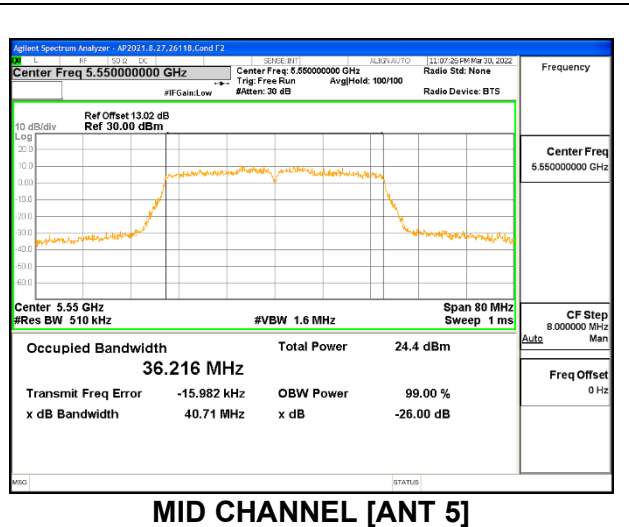 Agilent Spectrum Analyzer - AP2021.8.27,26118,Cond F2
L RF 50 Ω DC SENSE:INT ALIGN AUTO 11:07:26 PM Mar 30, 2022
Center Freq 5.550000000 GHz
Center Freq: 5.550000000 GHz Radio Std: None
Trig: Free Run Avg|Hold: 100/100
#IFGain:Low #Atten: 30 dB Radio Device: BTS
Frequency
Ref Offset 13.02 dB
10 dB/div Ref 30.00 dBm
Log
20.0
10.0
0.00
-10.0
-20.0
-30.0
-40.0
-50.0
-60.0
Center 5.55 GHz Span 80 MHz
#Res BW 510 kHz #VBW 1.6 MHz Sweep 1 ms
Center Freq
5.550000000 GHz
CF Step
8.000000 MHz
Auto Man
Freq Offset
0 Hz
Occupied Bandwidth Total Power 24.4 dBm
36.216 MHz
Transmit Freq Error -15.982 kHz OBW Power 99.00 %
x dB Bandwidth 40.71 MHz x dB -26.00 dB
MSG STATUS
MID CHANNEL [ANT 5]